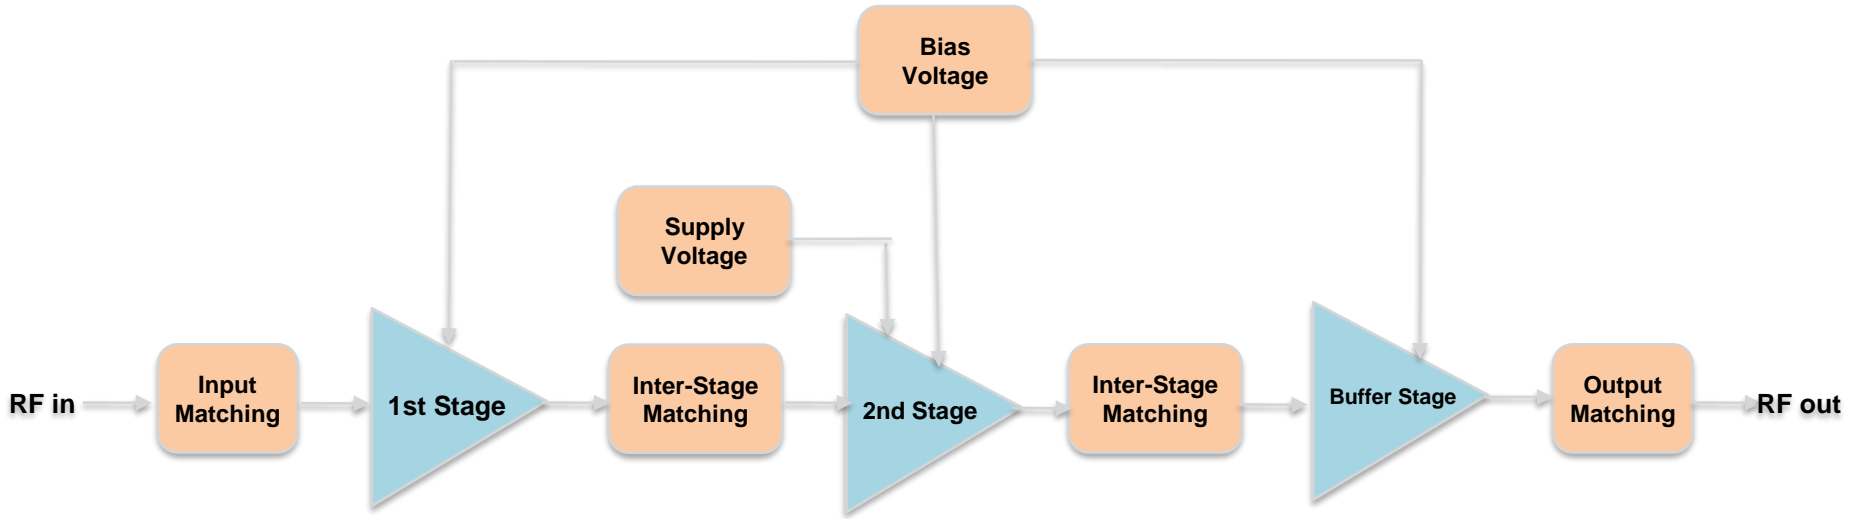 Bias
Voltage
Supply
Voltage
RF in
Input
Matching
1st Stage
Inter-Stage
Matching
2nd Stage
Inter-Stage
Matching
Buffer Stage
Output
Matching
RF out